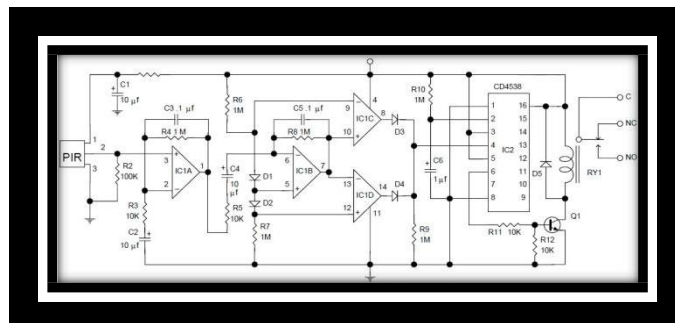 C1
10 µf
R6
1M
C3 .1 µf
R4 1M
PIR
1
2
3
R2
100K
3
2
+
−
1
IC1A
R3
10K
C2
10 µf
C4
10
µf
R5
10K
C5 .1 µf
R8 1M
6
5
−
+
7
IC1B
D1
D2
R7
1M
9
10
−
+
4
8
IC1C
D3
13
12
−
+
14
11
IC1D
D4
R10
1M
C6
1 µf
R9
1M
CD4538
1 16
2 15
3 14
4 13
5 12
6 11
7 10
8 9
IC2
D5
RY1
C
NC
NO
R11 10K
R12
10K
Q1